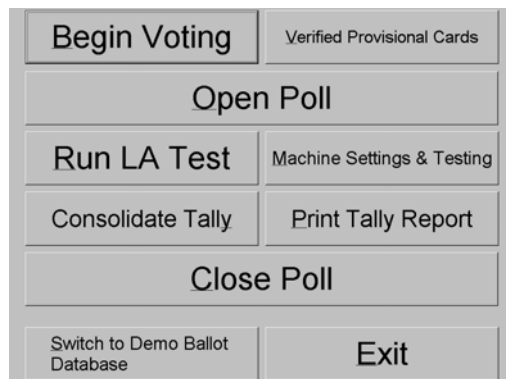 Begin Voting
Verified Provisional Cards
Open Poll
Run LA Test
Machine Settings & Testing
Consolidate Tally
Print Tally Report
Close Poll
Switch to Demo Ballot
Database
Exit